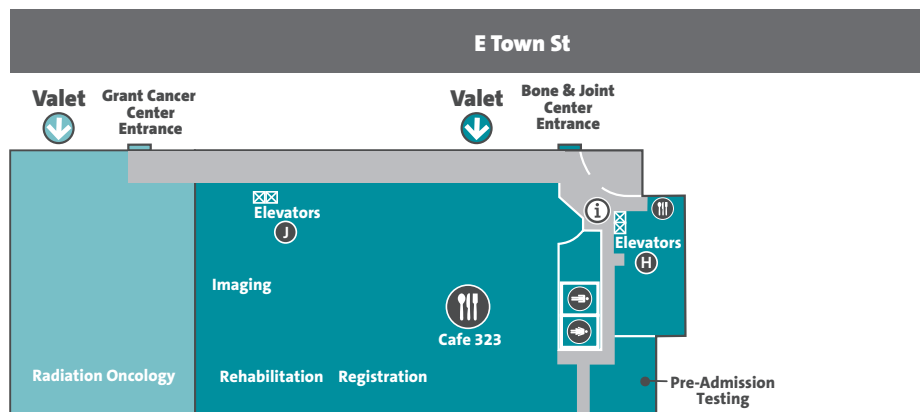 E Town St
Valet
Grant Cancer
Center
Entrance
Valet
Bone & Joint
Center
Entrance
i
Elevators
J
Elevators
H
Imaging
Cafe 323
Radiation Oncology
Rehabilitation
Registration
Pre-Admission
Testing